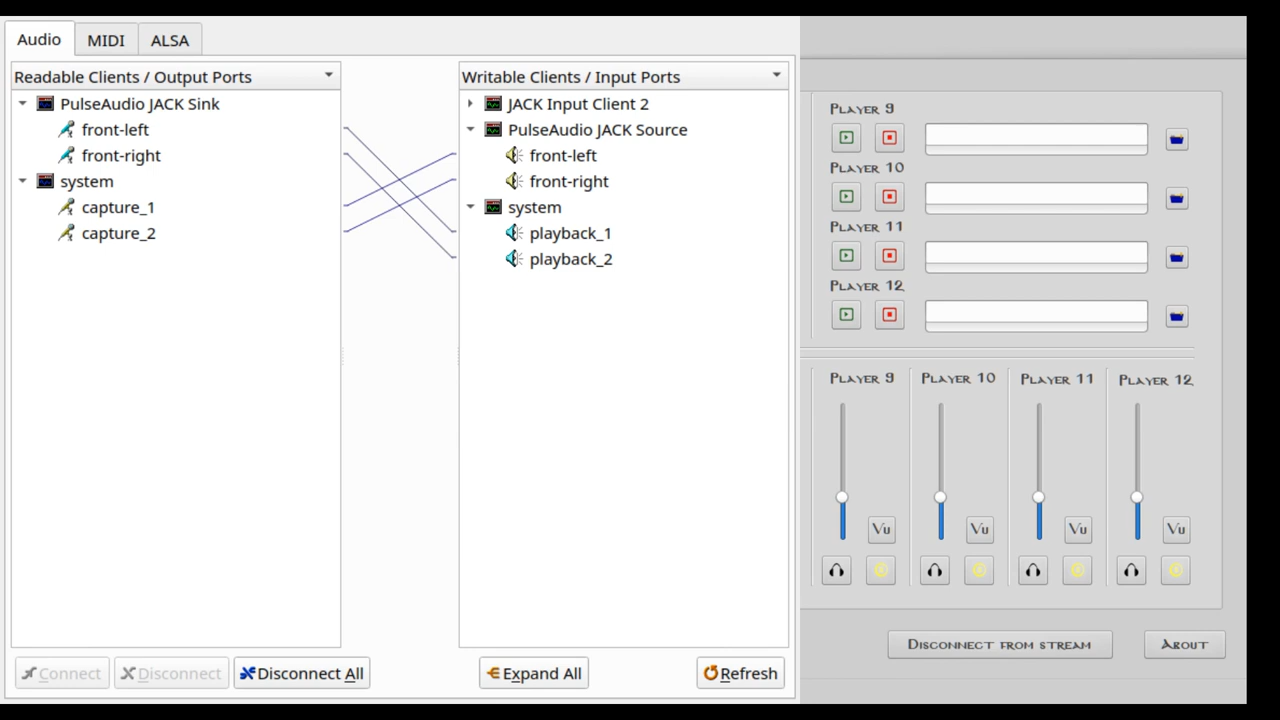 Audio
MIDI
ALSA
Readable Clients / Output Ports
PulseAudio JACK Sink
front-left
front-right
system
capture_1
capture_2
Writable Clients / Input Ports
JACK Input Client 2
PulseAudio JACK Source
front-left
front-right
system
playback_1
playback_2
Connect
Disconnect
Disconnect All
Expand All
Refresh
Player 9
Player 10
Player 11
Player 12
Player 9
Player 10
Player 11
Player 12
Vu
Vu
Vu
Vu
Disconnect from stream
About